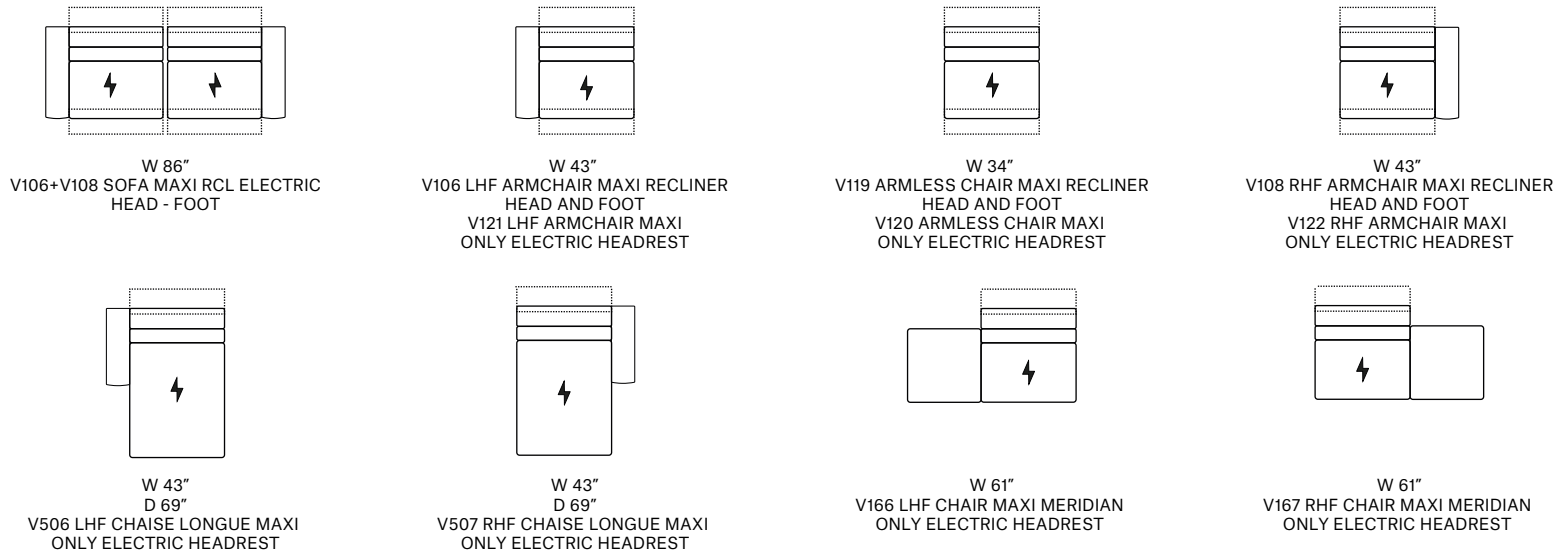 W 86″
V106+V108 SOFA MAXI RCL ELECTRIC
HEAD - FOOT
W 43″
V106 LHF ARMCHAIR MAXI RECLINER
HEAD AND FOOT
V121 LHF ARMCHAIR MAXI
ONLY ELECTRIC HEADREST
W 34″
V119 ARMLESS CHAIR MAXI RECLINER
HEAD AND FOOT
V120 ARMLESS CHAIR MAXI
ONLY ELECTRIC HEADREST
W 43″
V108 RHF ARMCHAIR MAXI RECLINER
HEAD AND FOOT
V122 RHF ARMCHAIR MAXI
ONLY ELECTRIC HEADREST
W 43″
D 69″
V506 LHF CHAISE LONGUE MAXI
ONLY ELECTRIC HEADREST
W 43″
D 69″
V507 RHF CHAISE LONGUE MAXI
ONLY ELECTRIC HEADREST
W 61″
V166 LHF CHAIR MAXI MERIDIAN
ONLY ELECTRIC HEADREST
W 61″
V167 RHF CHAIR MAXI MERIDIAN
ONLY ELECTRIC HEADREST